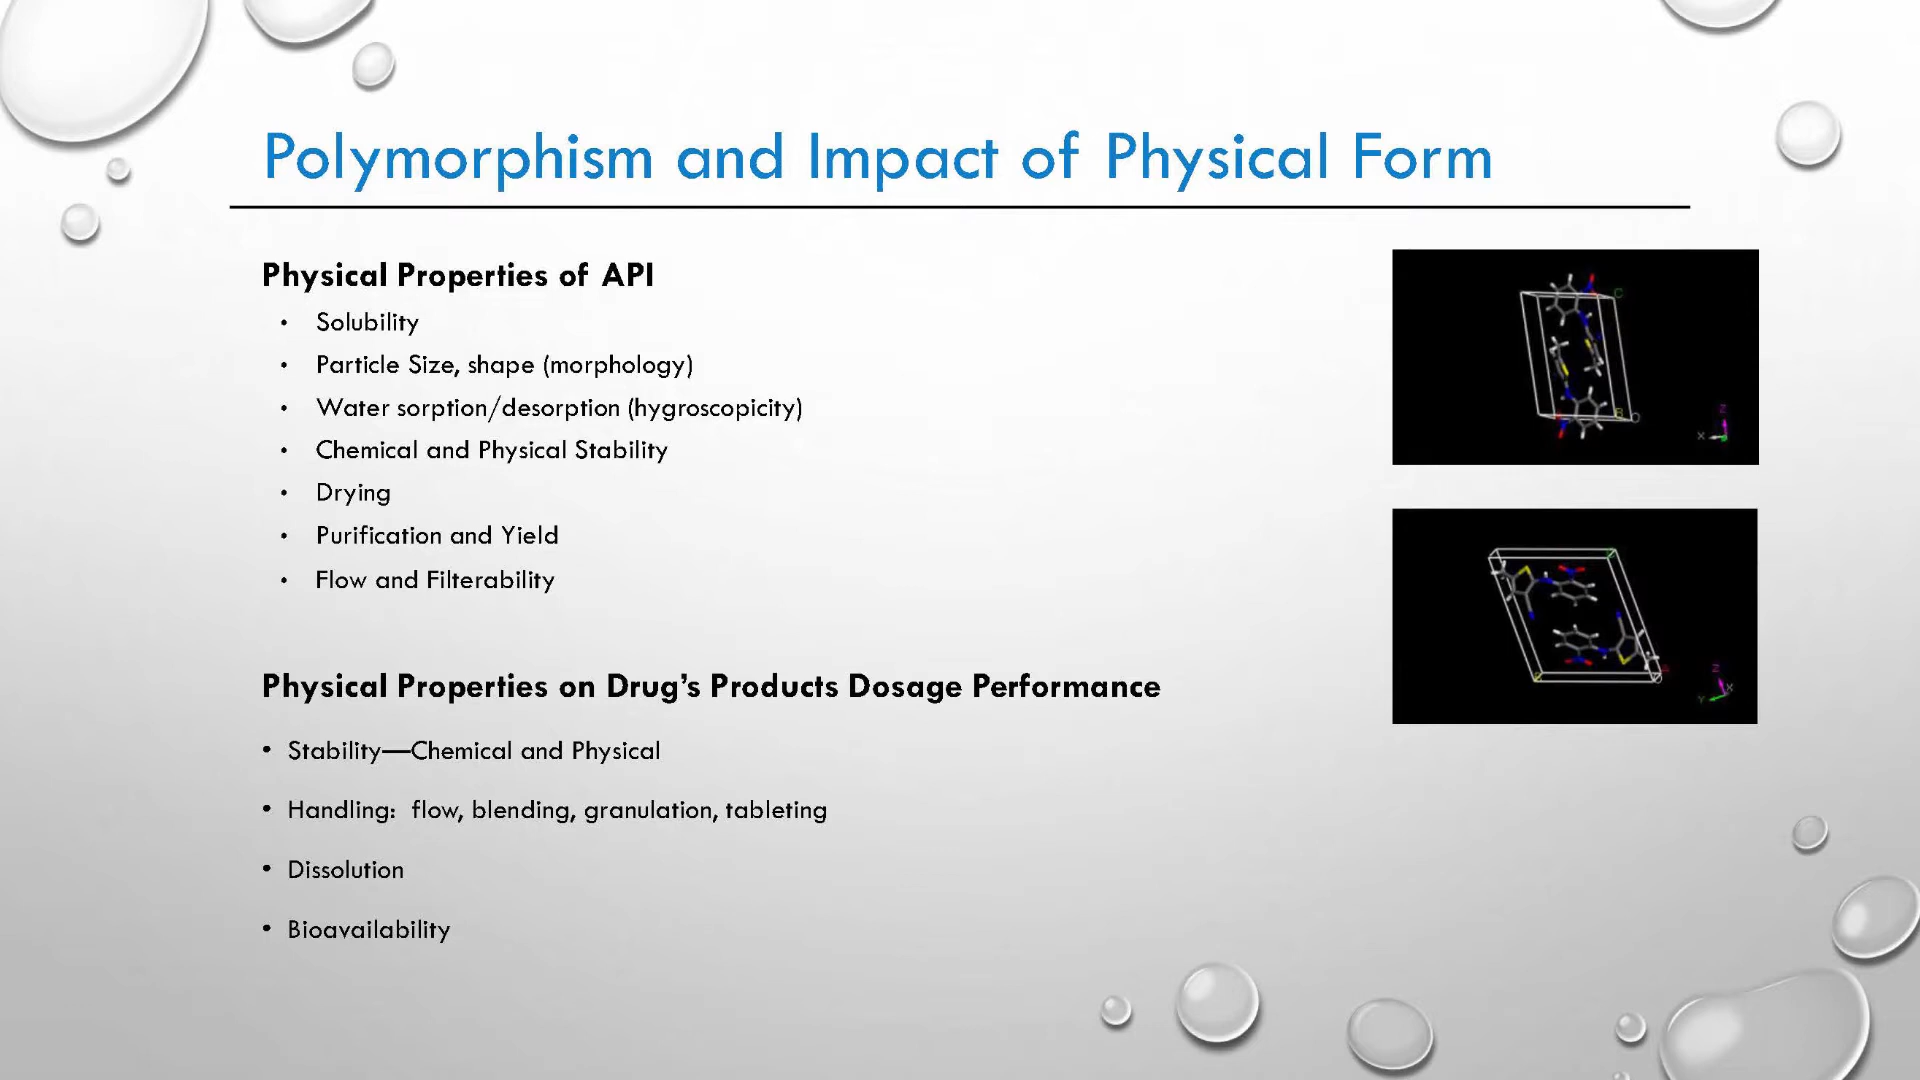 Polymorphism and Impact of Physical Form
Physical Properties of API
• Solubility
• Particle Size, shape (morphology)
• Water sorption/desorption (hygroscopicity)
• Chemical and Physical Stability
• Drying
• Purification and Yield
• Flow and Filterability
Physical Properties on Drug's Products Dosage Performance
• Stability—Chemical and Physical
• Handling: flow, blending, granulation, tableting
• Dissolution
• Bioavailability
C
B O
Z
X
Z
X
Y